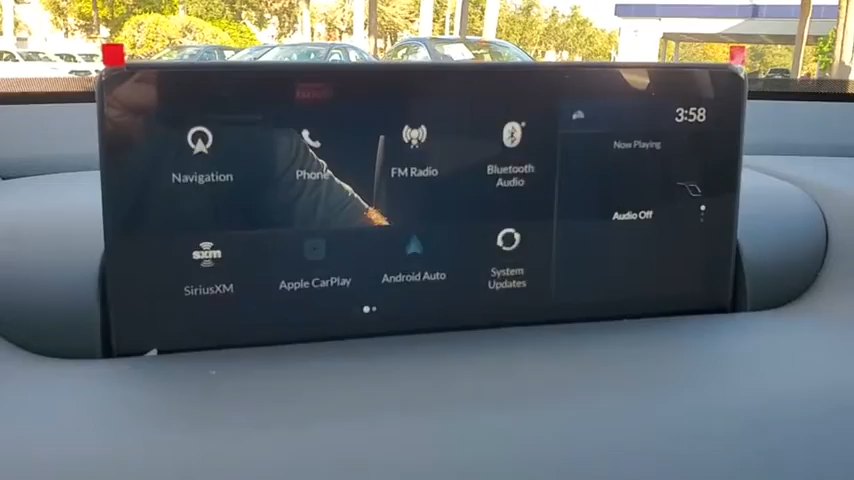 3:58
Now Playing
Navigation
Phone
FM Radio
Bluetooth
Audio
Audio Off
sxm
SiriusXM
Apple CarPlay
Android Auto
System
Updates